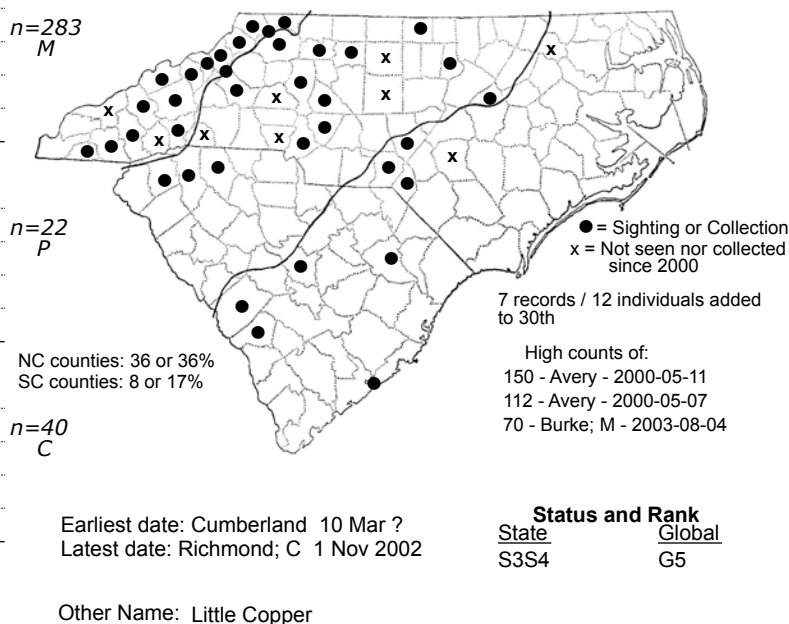 n=283
M
n=22
P
n=40
C
● = Sighting or Collection
x = Not seen nor collected
since 2000
7 records / 12 individuals added
to 30th
NC counties: 36 or 36%
SC counties: 8 or 17%
High counts of:
150 - Avery - 2000-05-11
112 - Avery - 2000-05-07
70 - Burke; M - 2003-08-04
Earliest date: Cumberland 10 Mar ?
Latest date: Richmond; C 1 Nov 2002
Status and Rank
State Global
S3S4 G5
Other Name: Little Copper